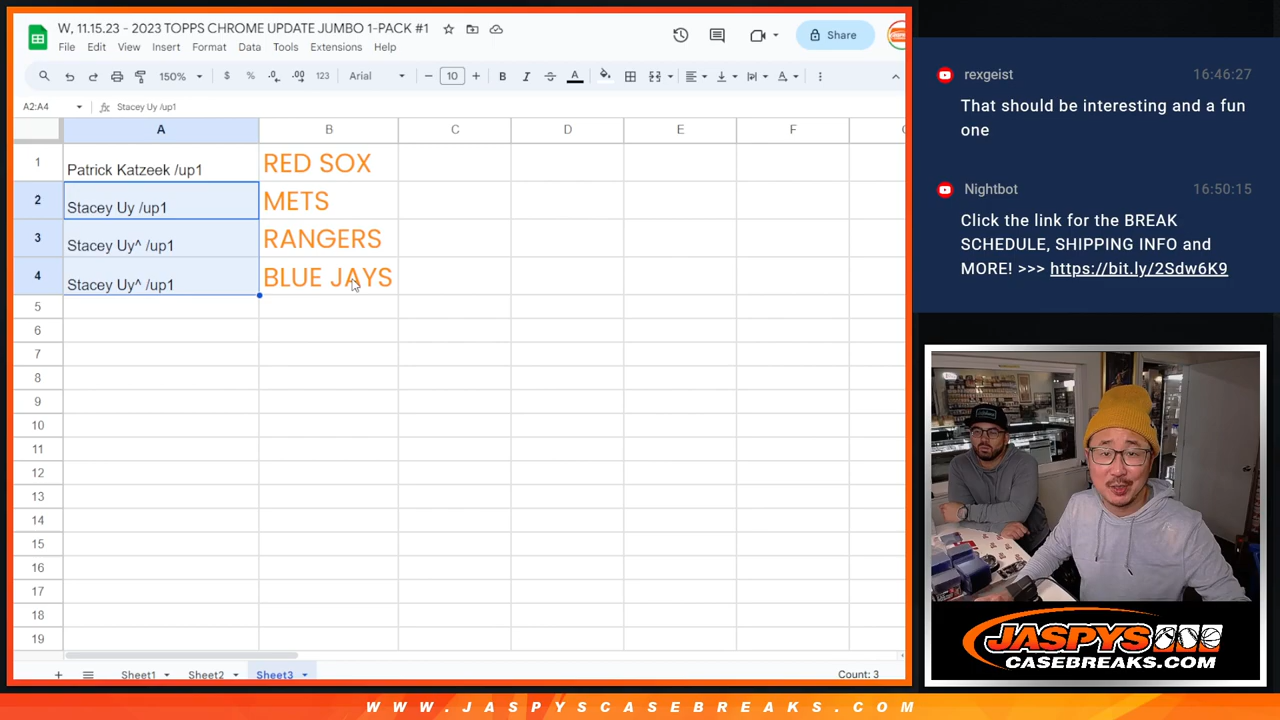 W, 11.15.23 - 2023 TOPPS CHROME UPDATE JUMBO 1-PACK #1
Share
File Edit View Insert Format Data Tools Extensions Help
150% $ % .0 .00 123 Arial 10 B I A
A2:A4 fx Stacey Uy /up1
A B C D E F
1 Patrick Katzeek /up1 RED SOX
2 Stacey Uy /up1 METS
3 Stacey Uy^ /up1 RANGERS
4 Stacey Uy^ /up1 BLUE JAYS
5
6
7
8
9
10
11
12
13
14
15
16
17
18
19
Sheet1 Sheet2 Sheet3 Count: 3
rexgeist 16:46:27
That should be interesting and a fun
one
Nightbot 16:50:15
Click the link for the BREAK
SCHEDULE, SHIPPING INFO and
MORE! >>> https://bit.ly/2Sdw6K9
JASPYS
CASEBREAKS.COM
WWW.JASPYSCASEBREAKS.COM